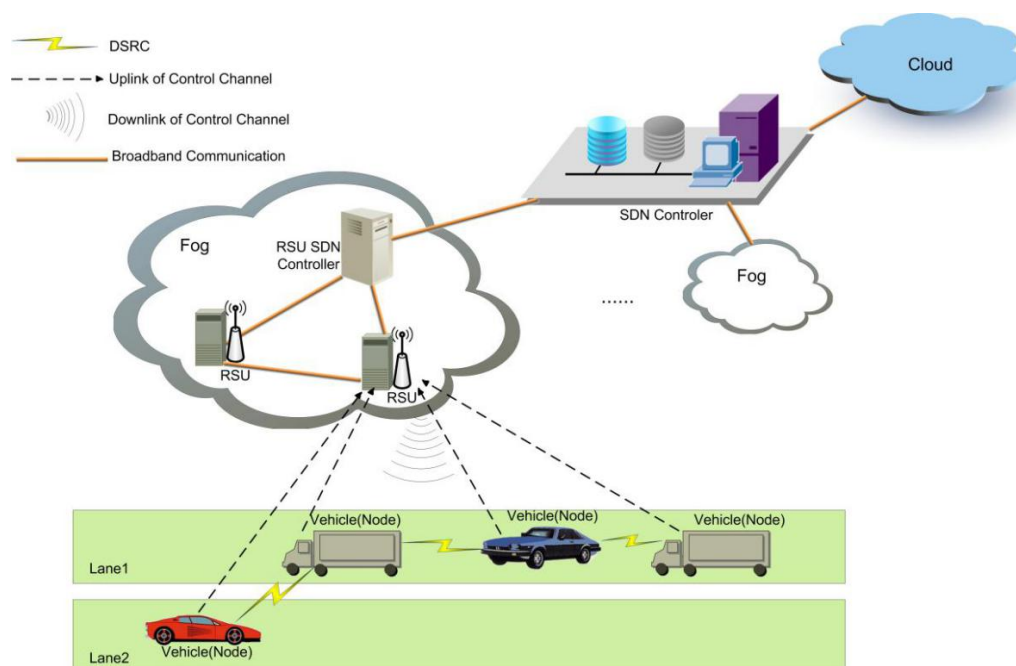 DSRC
Uplink of Control Channel
Downlink of Control Channel
Broadband Communication
Cloud
SDN Controler
Fog
RSU SDN
Controller
Fog
......
RSU
RSU
Vehicle(Node)
Vehicle(Node)
Vehicle(Node)
Lane1
Lane2
Vehicle(Node)